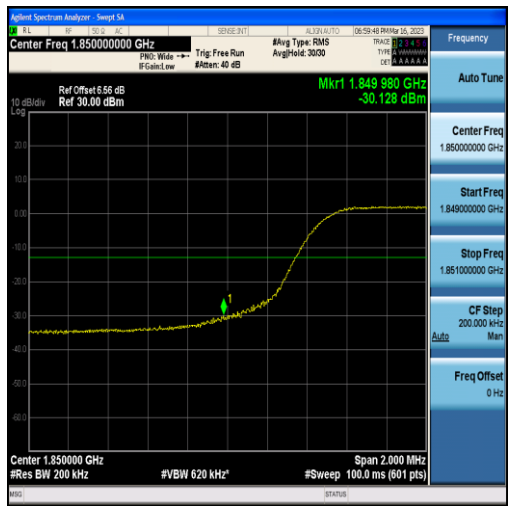 Agilent Spectrum Analyzer - Swept SA
RL RF 50 Ω AC SENSE:INT ALIGN AUTO 06:59:48 PM Mar 16, 2023
Center Freq 1.850000000 GHz
PNO: Wide
IFGain:Low
Trig: Free Run
#Atten: 40 dB
#Avg Type: RMS
Avg|Hold: 30/30
TRACE 1 2 3 4 5 6
TYPE A WWWWW
DET A A A A A A
Frequency
Mkr1 1.849 980 GHz
-30.128 dBm
Ref Offset 6.56 dB
10 dB/div Ref 30.00 dBm
Log
20.0
10.0
0.00
-10.0
-20.0
-30.0
-40.0
-50.0
-60.0
1
Center 1.850000 GHz Span 2.000 MHz
#Res BW 200 kHz #VBW 620 kHz* #Sweep 100.0 ms (601 pts)
MSG STATUS
Auto Tune
Center Freq
1.850000000 GHz
Start Freq
1.849000000 GHz
Stop Freq
1.851000000 GHz
CF Step
200.000 kHz
Auto Man
Freq Offset
0 Hz